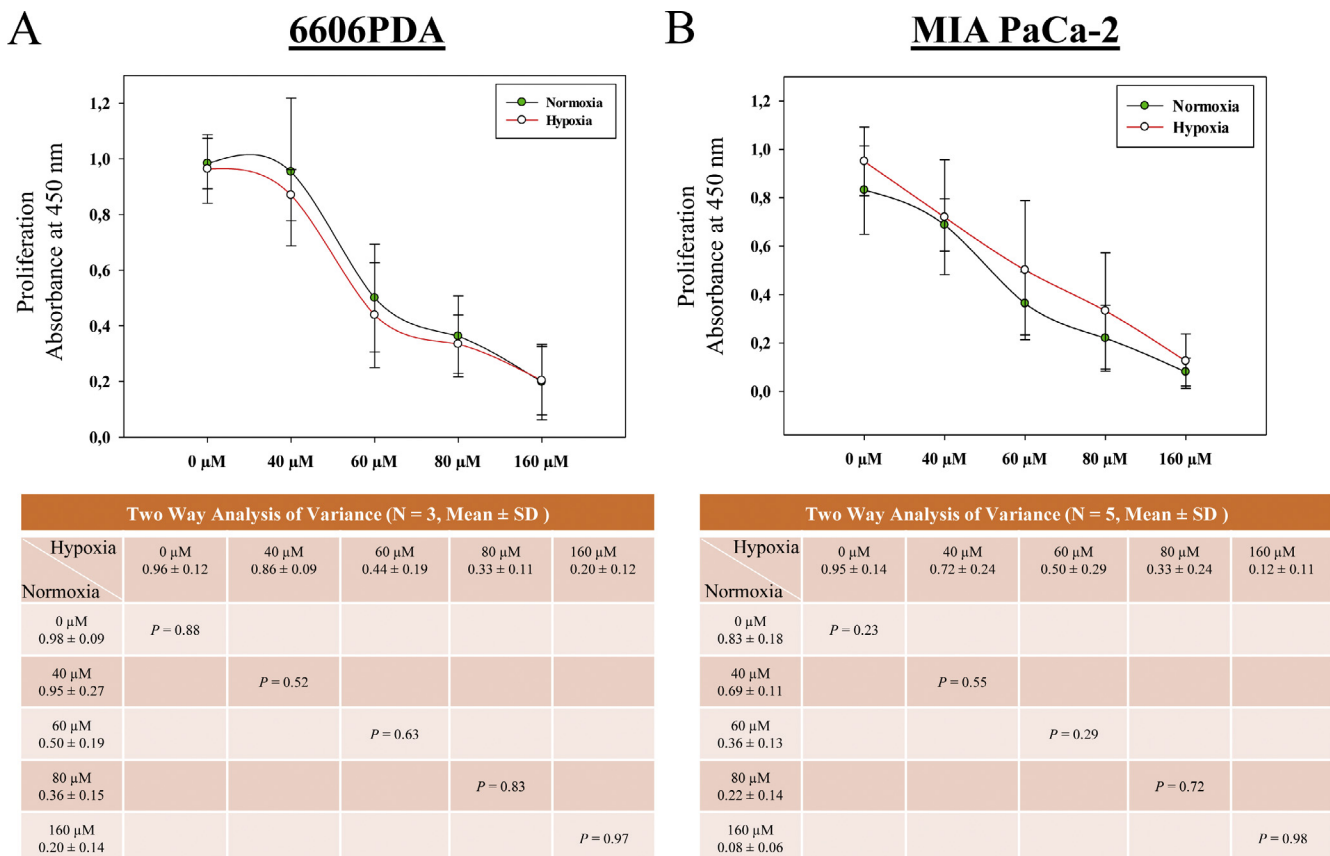 A
6606PDA
Proliferation
Absorbance at 450 nm
1,2
1,0
0,8
0,6
0,4
0,2
0,0
Normoxia
Hypoxia
0 µM 40 µM 60 µM 80 µM 160 µM
Two Way Analysis of Variance (N = 3, Mean ± SD )
Hypoxia
Normoxia
0 µM 40 µM 60 µM 80 µM 160 µM
0.96 ± 0.12 0.86 ± 0.09 0.44 ± 0.19 0.33 ± 0.11 0.20 ± 0.12
0 µM
0.98 ± 0.09
P = 0.88
40 µM
0.95 ± 0.27
P = 0.52
60 µM
0.50 ± 0.19
P = 0.63
80 µM
0.36 ± 0.15
P = 0.83
160 µM
0.20 ± 0.14
P = 0.97
B
MIA PaCa-2
Proliferation
Absorbance at 450 nm
1,2
1,0
0,8
0,6
0,4
0,2
0,0
Normoxia
Hypoxia
0 µM 40 µM 60 µM 80 µM 160 µM
Two Way Analysis of Variance (N = 5, Mean ± SD )
Hypoxia
Normoxia
0 µM 40 µM 60 µM 80 µM 160 µM
0.95 ± 0.14 0.72 ± 0.24 0.50 ± 0.29 0.33 ± 0.24 0.12 ± 0.11
0 µM
0.83 ± 0.18
P = 0.23
40 µM
0.69 ± 0.11
P = 0.55
60 µM
0.36 ± 0.13
P = 0.29
80 µM
0.22 ± 0.14
P = 0.72
160 µM
0.08 ± 0.06
P = 0.98